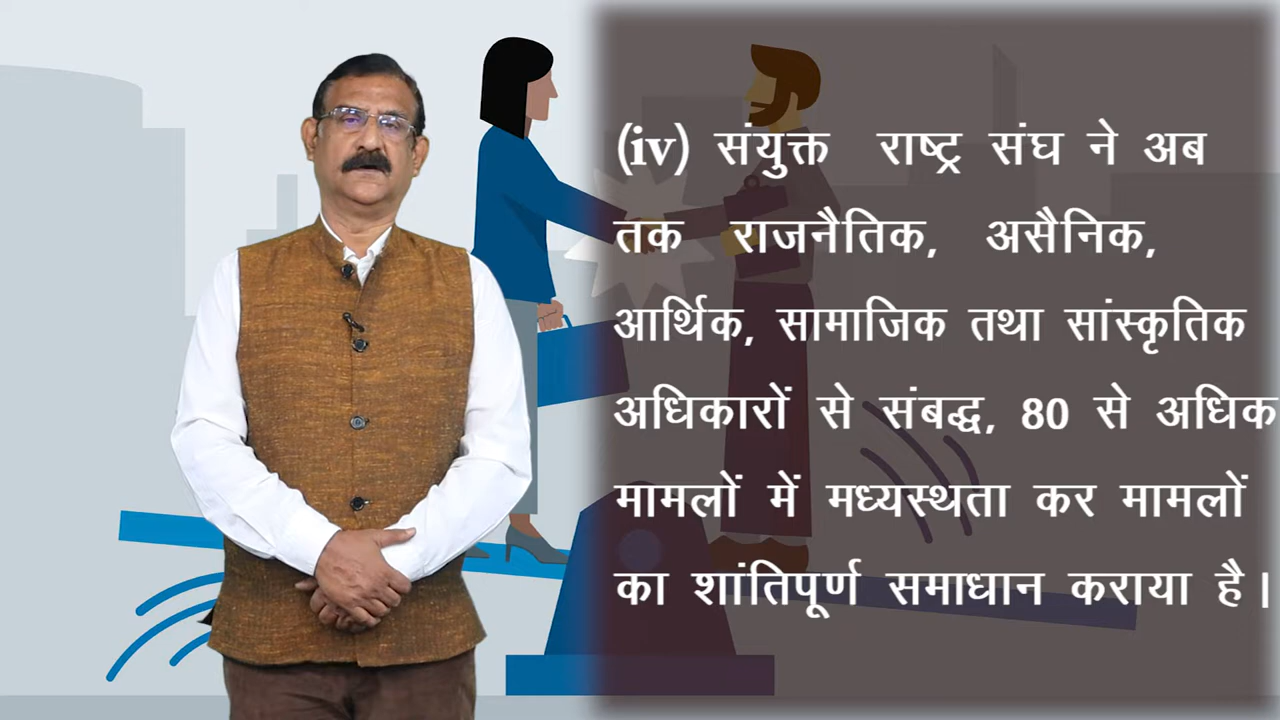 (iv) संयुक्त राष्ट्र संघ ने अब
तक राजनैतिक, असैनिक,
आर्थिक, सामाजिक तथा सांस्कृतिक
अधिकारों से संबद्ध, 80 से अधिक
मामलों में मध्यस्थता कर मामलों
का शांतिपूर्ण समाधान कराया है।